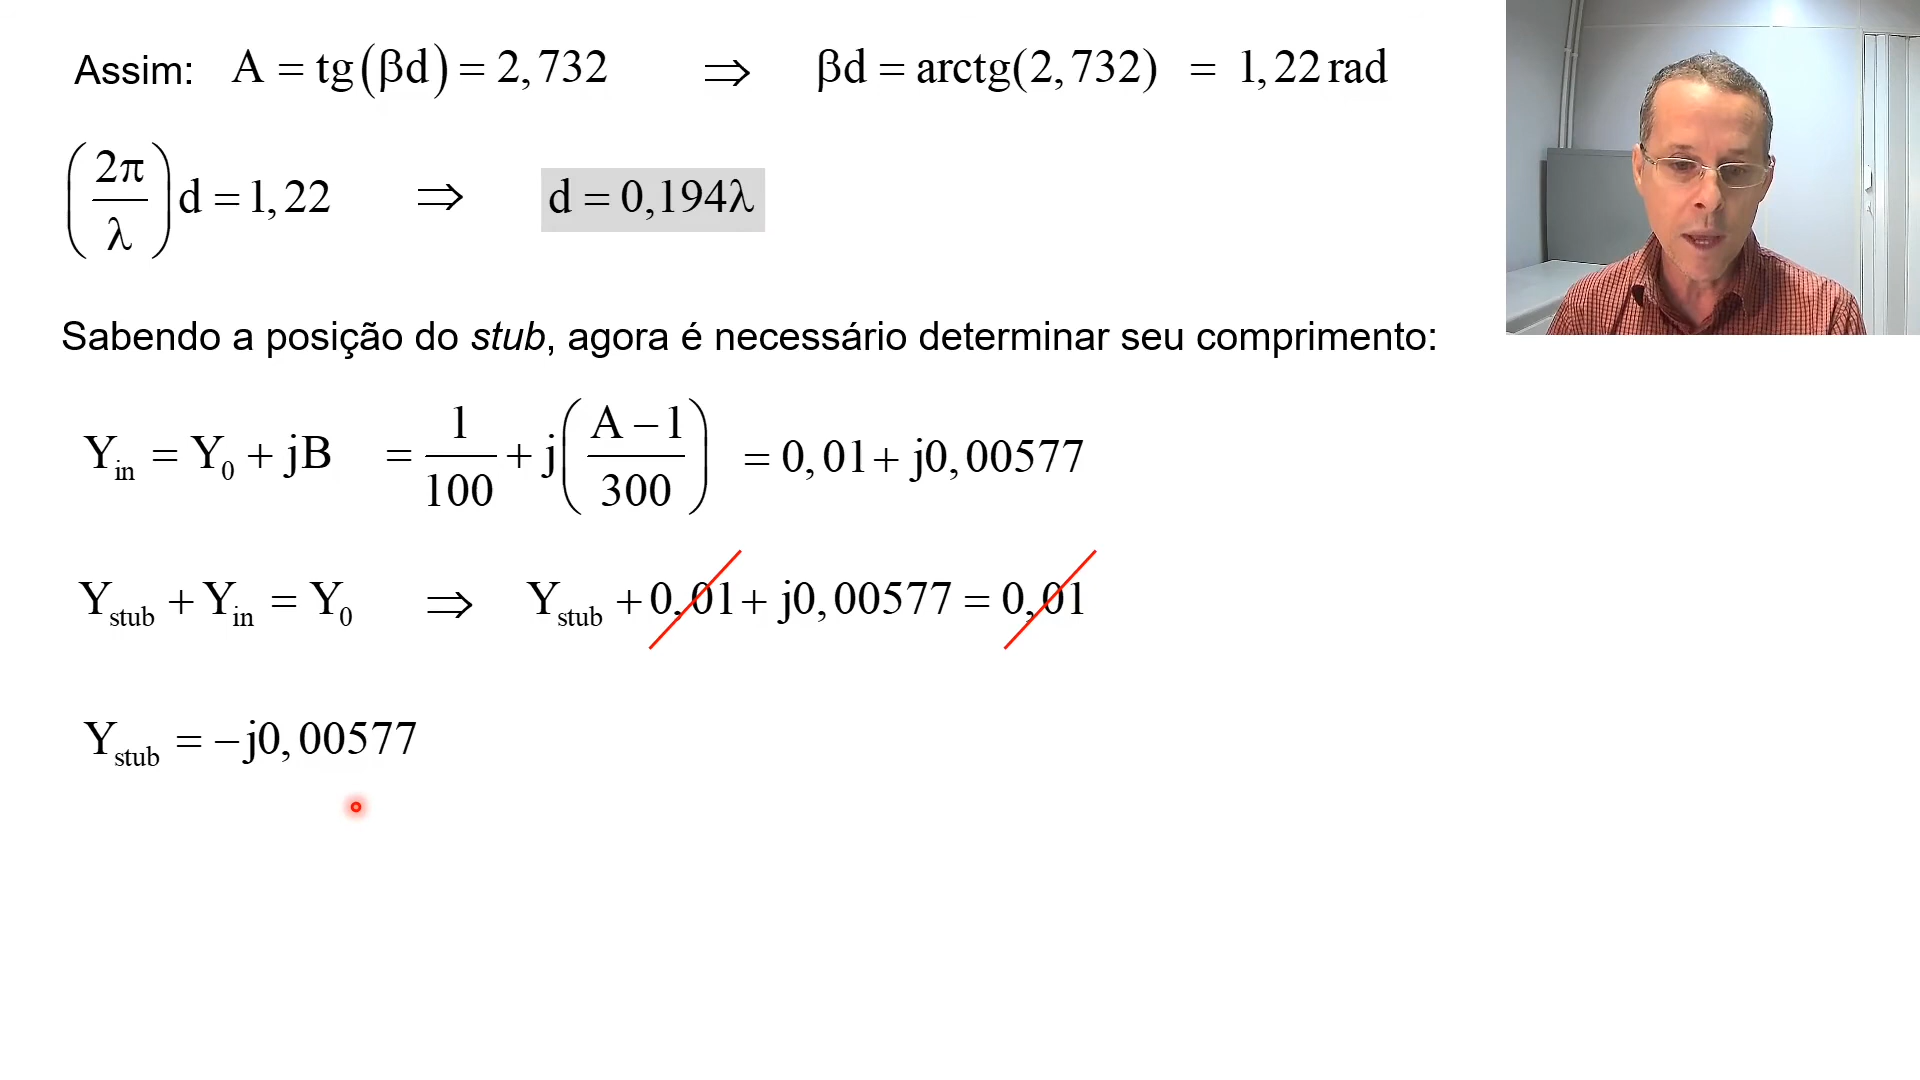 Assim: A = tg(βd) = 2,732 ⇒ βd = arctg(2,732) = 1,22 rad
(2π/λ)d = 1,22 ⇒ d = 0,194λ
Sabendo a posição do stub, agora é necessário determinar seu comprimento:
Y_in = Y_0 + jB = 1/100 + j((A − 1)/300) = 0,01 + j0,00577
Y_stub + Y_in = Y_0 ⇒ Y_stub + 0,01 + j0,00577 = 0,01
Y_stub = −j0,00577